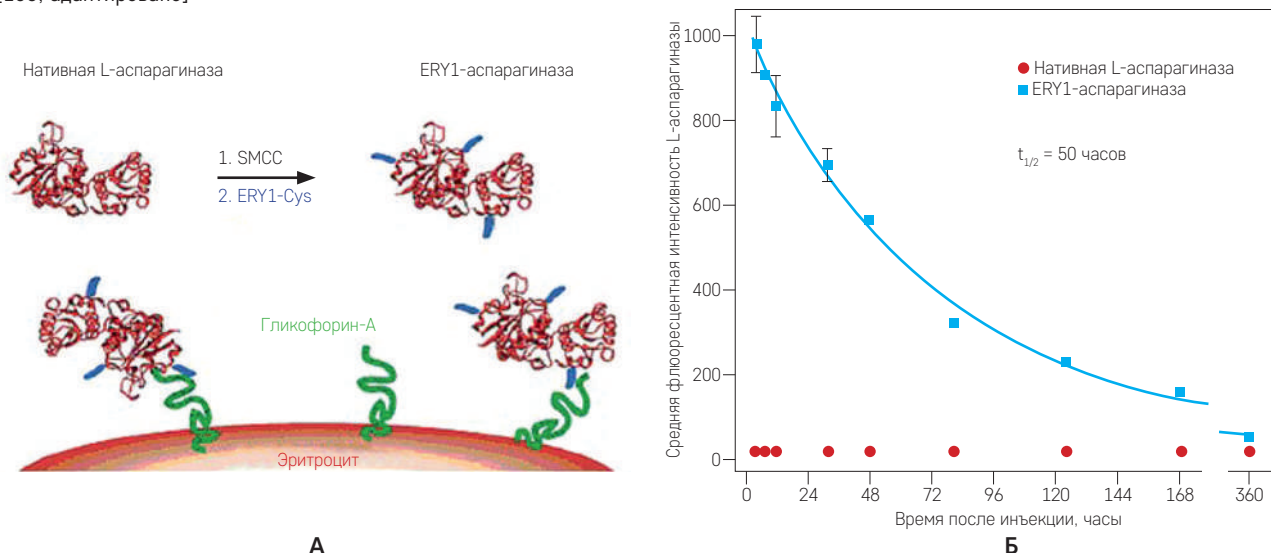 Нативная L-аспарагиназа
ERY1-аспарагиназа
1. SMCC
2. ERY1-Cys
Гликофорин-А
Эритроцит
А
Средняя флюоресцентная интенсивность L-аспарагиназы
1000
800
600
400
200
0
Нативная L-аспарагиназа
ERY1-аспарагиназа
t1/2 = 50 часов
0 24 48 72 96 120 144 168 360
Время после инъекции, часы
Б